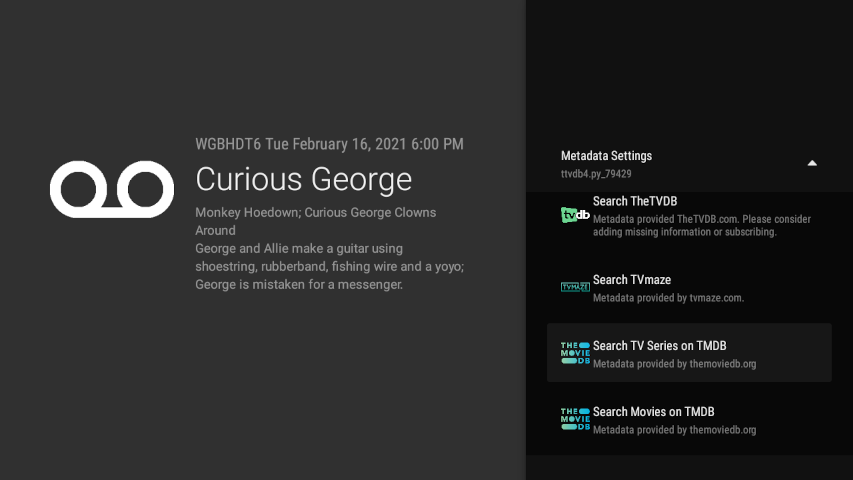 WGBHDT6 Tue February 16, 2021 6:00 PM
Curious George
Monkey Hoedown; Curious George Clowns
Around
George and Allie make a guitar using
shoestring, rubberband, fishing wire and a yoyo;
George is mistaken for a messenger.
Metadata Settings
ttvdb4.py_79429
tvdb
Search TheTVDB
Metadata provided TheTVDB.com. Please consider
adding missing information or subscribing.
TVMAZE
Search TVmaze
Metadata provided by tvmaze.com.
THE
MOVIE
DB
Search TV Series on TMDB
Metadata provided by themoviedb.org
THE
MOVIE
DB
Search Movies on TMDB
Metadata provided by themoviedb.org